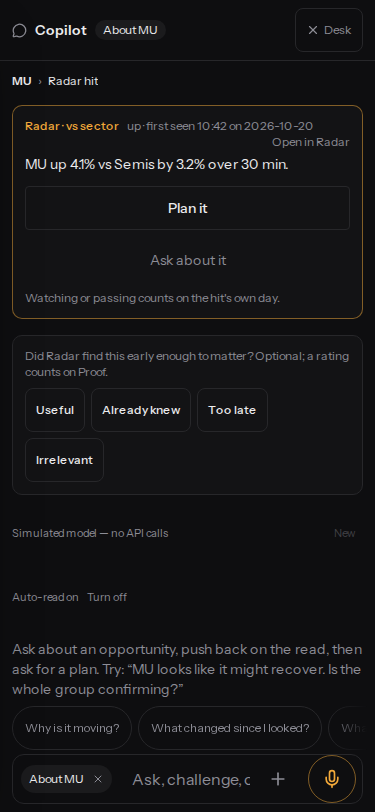 Copilot About MU Desk
MU › Radar hit
Radar · vs sector up · first seen 10:42 on 2026-10-20
Open in Radar
MU up 4.1% vs Semis by 3.2% over 30 min.
Plan it
Ask about it
Watching or passing counts on the hit's own day.
Did Radar find this early enough to matter? Optional; a rating
counts on Proof.
Useful Already knew Too late
Irrelevant
Simulated model — no API calls New
Auto-read on Turn off
Ask about an opportunity, push back on the read, then
ask for a plan. Try: “MU looks like it might recover. Is the
whole group confirming?”
Why is it moving? What changed since I looked?
About MU × Ask, challenge,